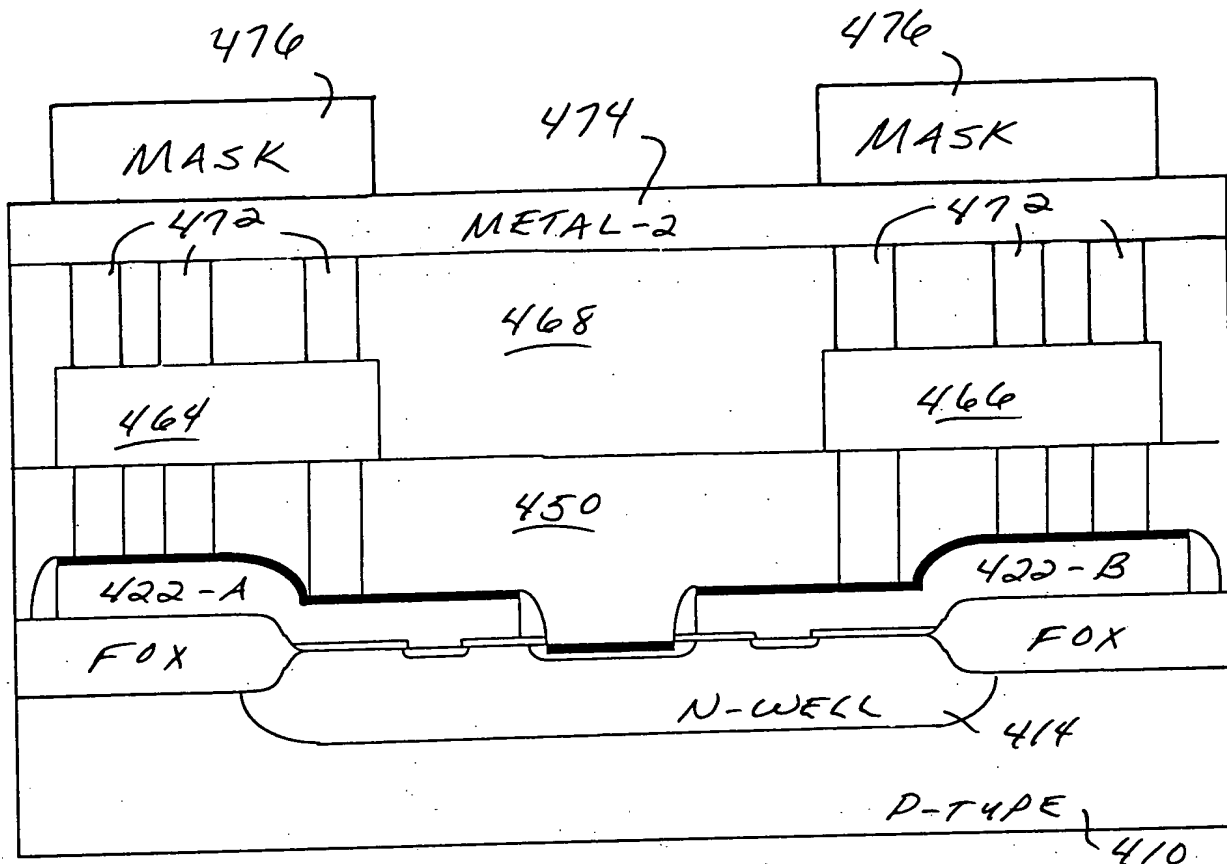 476
476
MASK
474
MASK
472
METAL-2
472
468
464
466
450
422-A
422-B
FOX
FOX
N-WELL
414
P-TYPE
410